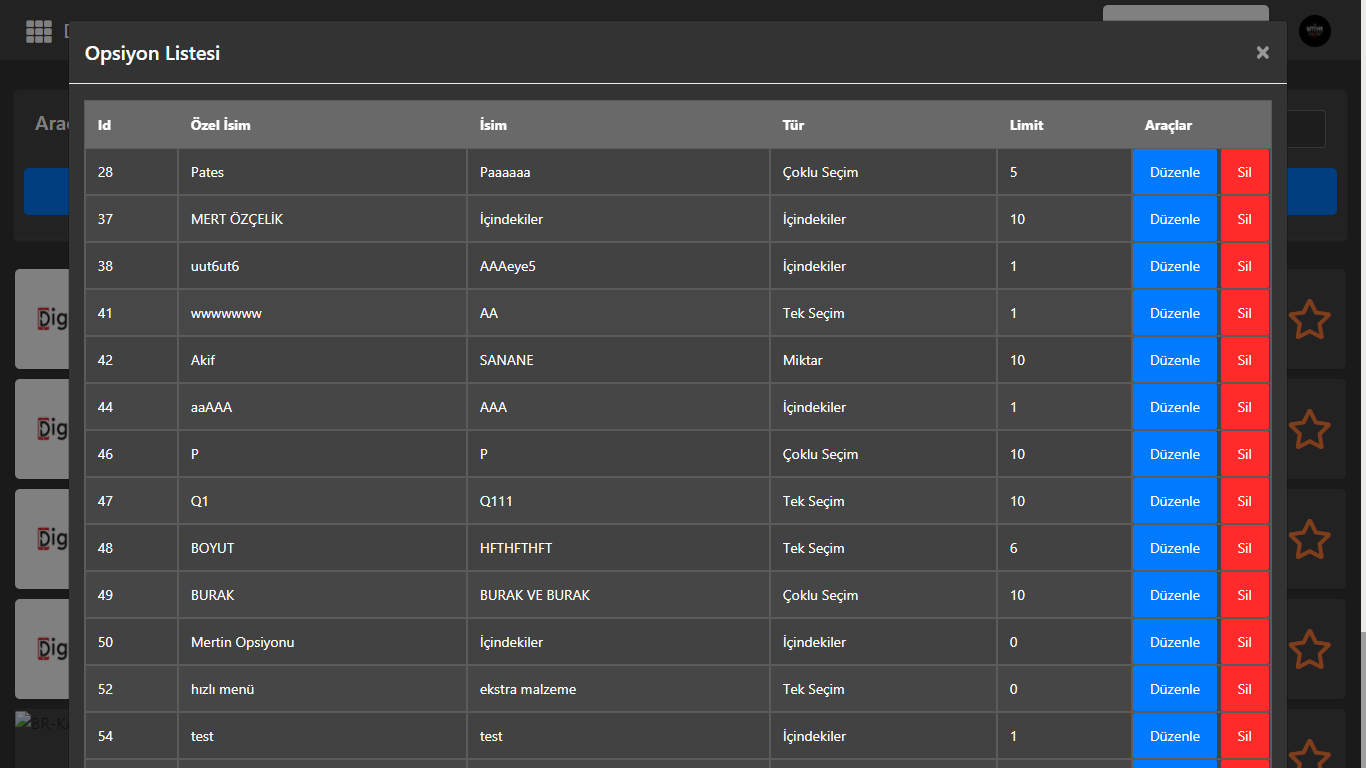 Opsiyon Listesi ×
Id Özel İsim İsim Tür Limit Araçlar
28 Pates Paaaaaa Çoklu Seçim 5 Düzenle Sil
37 MERT ÖZÇELİK İçindekiler İçindekiler 10 Düzenle Sil
38 uut6ut6 AAAeye5 İçindekiler 1 Düzenle Sil
41 wwwwwww AA Tek Seçim 1 Düzenle Sil
42 Akif SANANE Miktar 10 Düzenle Sil
44 aaAAA AAA İçindekiler 1 Düzenle Sil
46 P P Çoklu Seçim 10 Düzenle Sil
47 Q1 Q111 Tek Seçim 10 Düzenle Sil
48 BOYUT HFTHFTHFT Tek Seçim 6 Düzenle Sil
49 BURAK BURAK VE BURAK Çoklu Seçim 10 Düzenle Sil
50 Mertin Opsiyonu İçindekiler İçindekiler 0 Düzenle Sil
52 hızlı menü ekstra malzeme Tek Seçim 0 Düzenle Sil
54 test test İçindekiler 1 Düzenle Sil
Dig
Dig
Dig
Dig